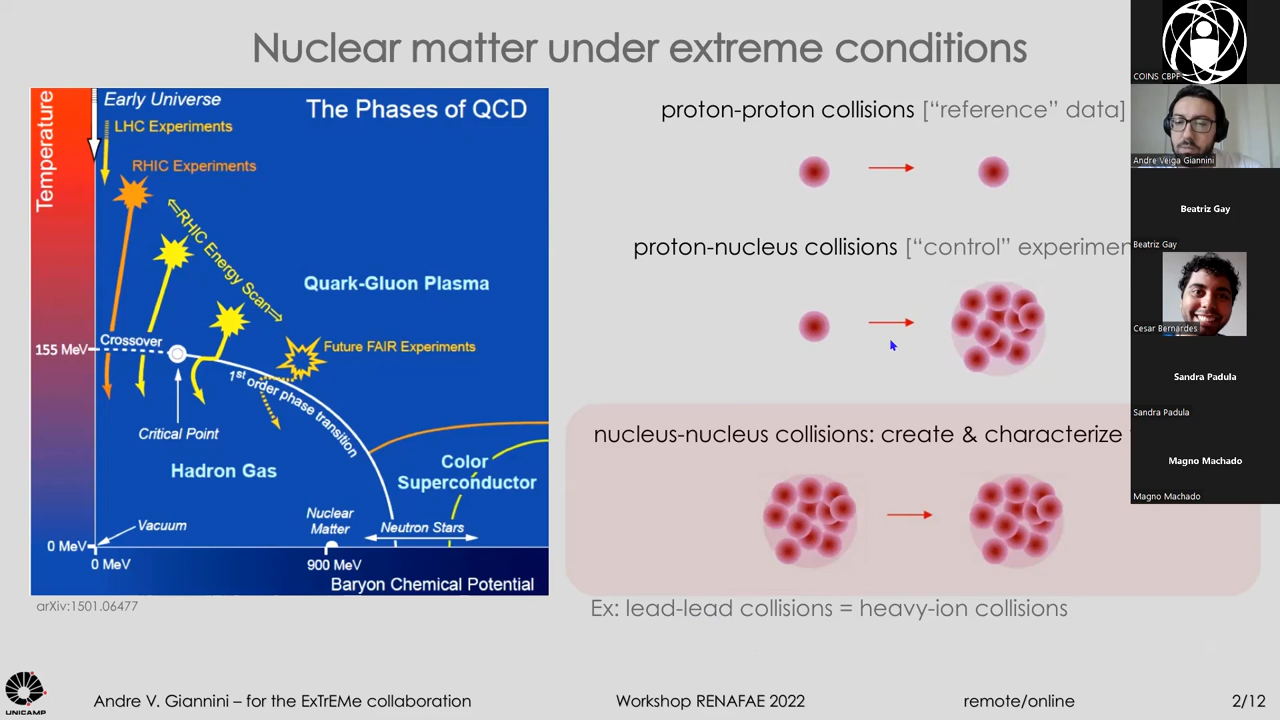 Nuclear matter under extreme conditions
Temperature
Early Universe
The Phases of QCD
LHC Experiments
RHIC Experiments
⇐RHIC Energy Scan⇒
Quark-Gluon Plasma
Crossover
155 MeV
Future FAIR Experiments
1st order phase transition
Critical Point
Hadron Gas
Color
Superconductor
Nuclear
Matter
Neutron Stars
Vacuum
0 MeV
0 MeV
900 MeV
Baryon Chemical Potential
arXiv:1501.06477
proton-proton collisions [“reference” data]
proton-nucleus collisions [“control” experimen
nucleus-nucleus collisions: create & characterize
Ex: lead-lead collisions = heavy-ion collisions
COINS CBPF
Andre Veiga Giannini
Beatriz Gay
Beatriz Gay
Cesar Bernardes
Sandra Padula
Sandra Padula
Magno Machado
Magno Machado
UNICAMP
Andre V. Giannini – for the ExTrEMe collaboration
Workshop RENAFAE 2022
remote/online
2/12